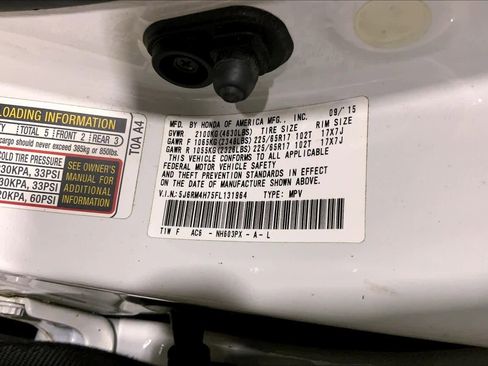 LOADING INFORMATION
TOTAL 5 | FRONT 2 | REAR 3
cargo should never exceed 385kg or 850lbs.
COLD TIRE PRESSURE
SEE OWNER'S
MANUAL FOR
ADDITIONAL
INFORMATION
230KPA, 33PSI
230KPA, 33PSI
420KPA, 60PSI
T0A A4
MFD. BY HONDA OF AMERICA MFG., INC. 09/'15
GVWR 2100KG(4630LBS) TIRE SIZE RIM SIZE
GAWR F 1065KG(2348LBS) 225/65R17 102T 17X7J
GAWR R 1055KG(2326LBS) 225/65R17 102T 17X7J
THIS VEHICLE CONFORMS TO ALL APPLICABLE
FEDERAL MOTOR VEHICLE SAFETY
AND THEFT PREVENTION STANDARDS IN EFFECT
ON THE DATE OF MANUFACTURE SHOWN ABOVE.
V.I.N.:5J6RM4H75FL131964 TYPE: MPV
T1W F AC6 -NH603PX -A -L